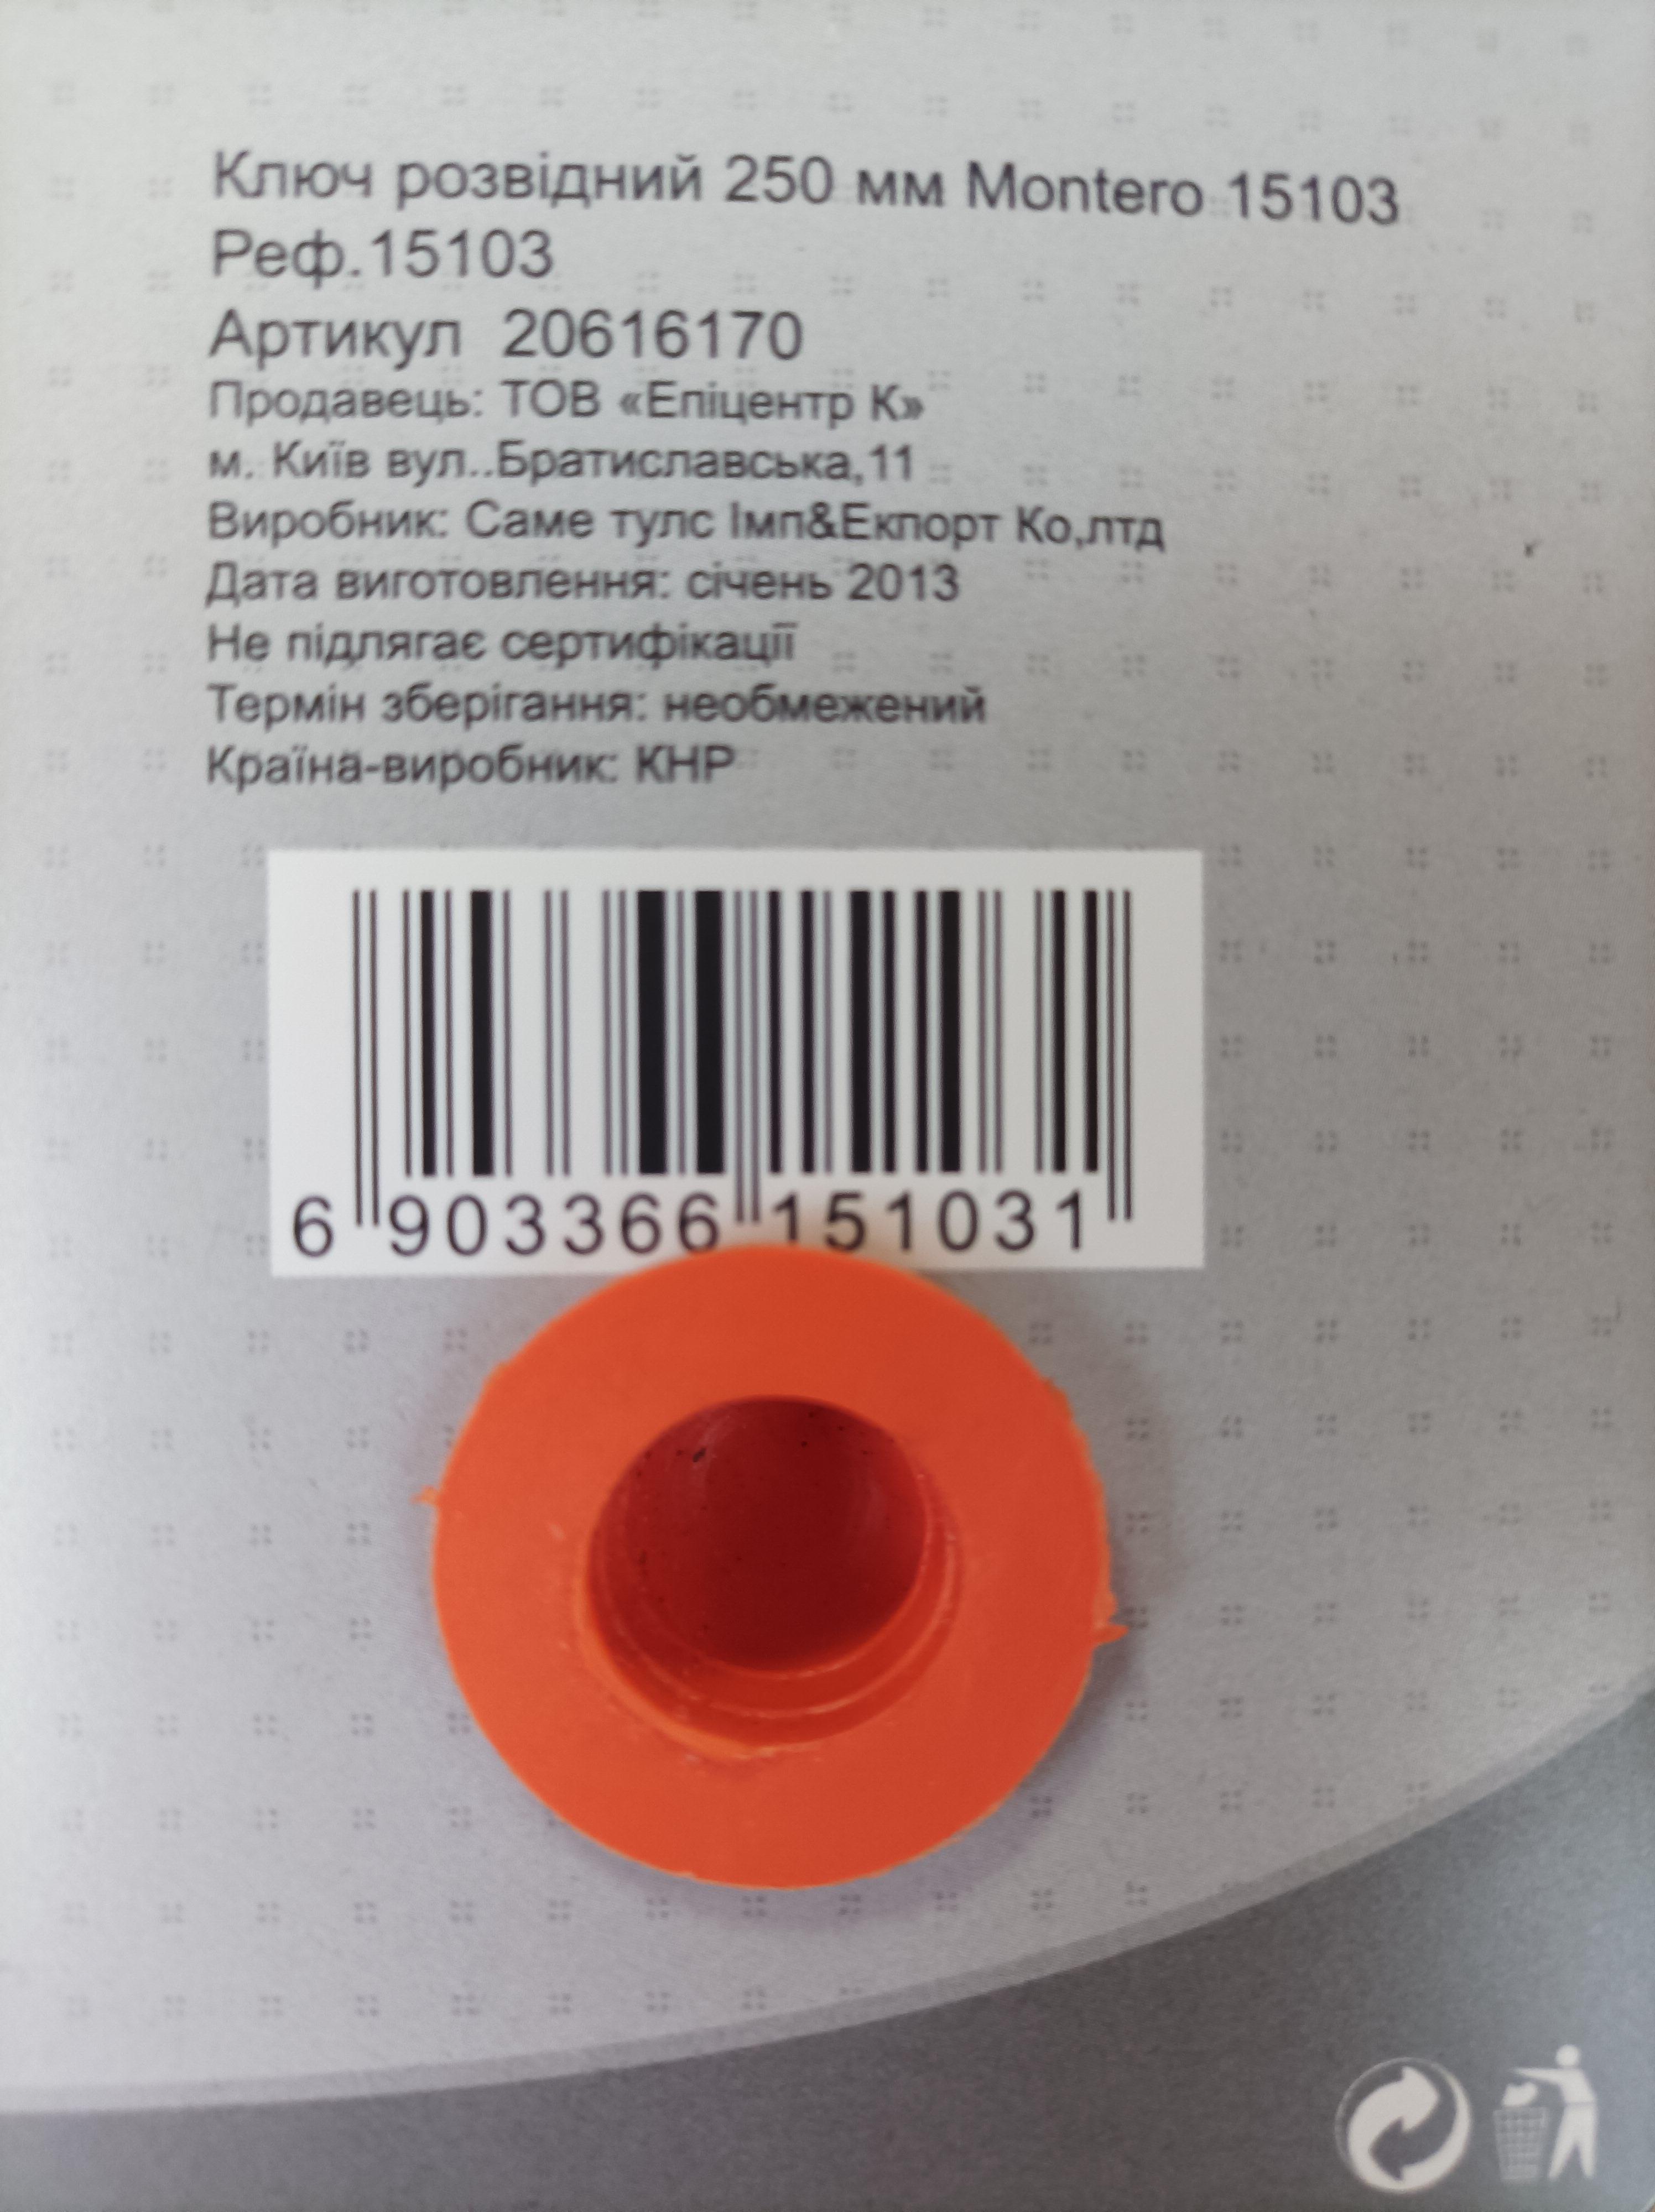 Ключ розвідний 250 мм Montero 15103
Реф.15103
Артикул 20616170
Продавець: ТОВ «Епіцентр К»
м. Київ вул..Братиславська,11
Виробник: Саме тулс Імп&Екпорт Ко,лтд
Дата виготовлення: січень 2013
Не підлягає сертифікації
Термін зберігання: необмежений
Країна-виробник: КНР
6 903366 151031